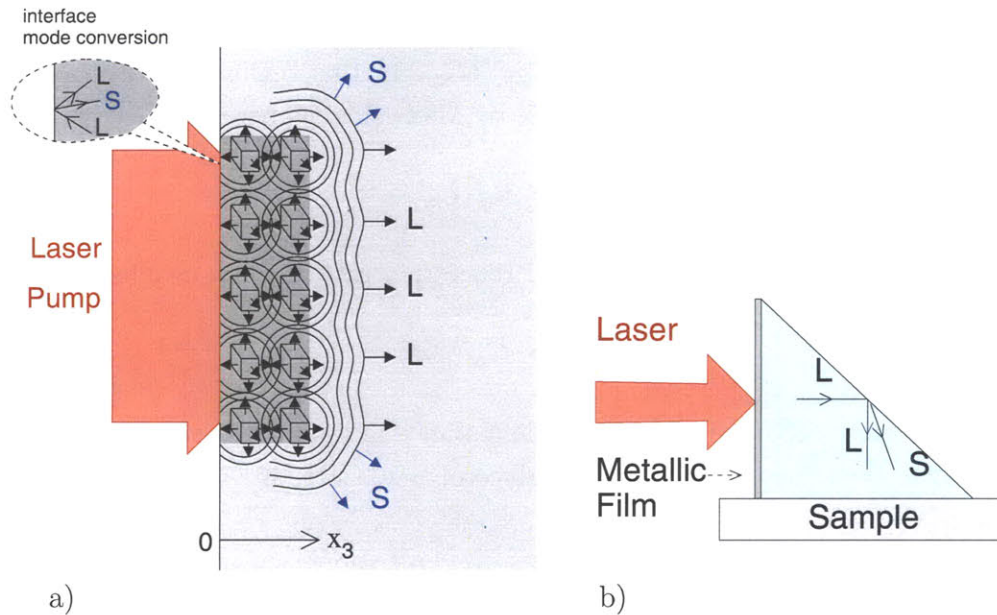 interface
mode conversion
L
S
L
S
Laser
Pump
L
L
L
S
0
x3
a)
Laser
L
L
S
Metallic
Film
Sample
b)